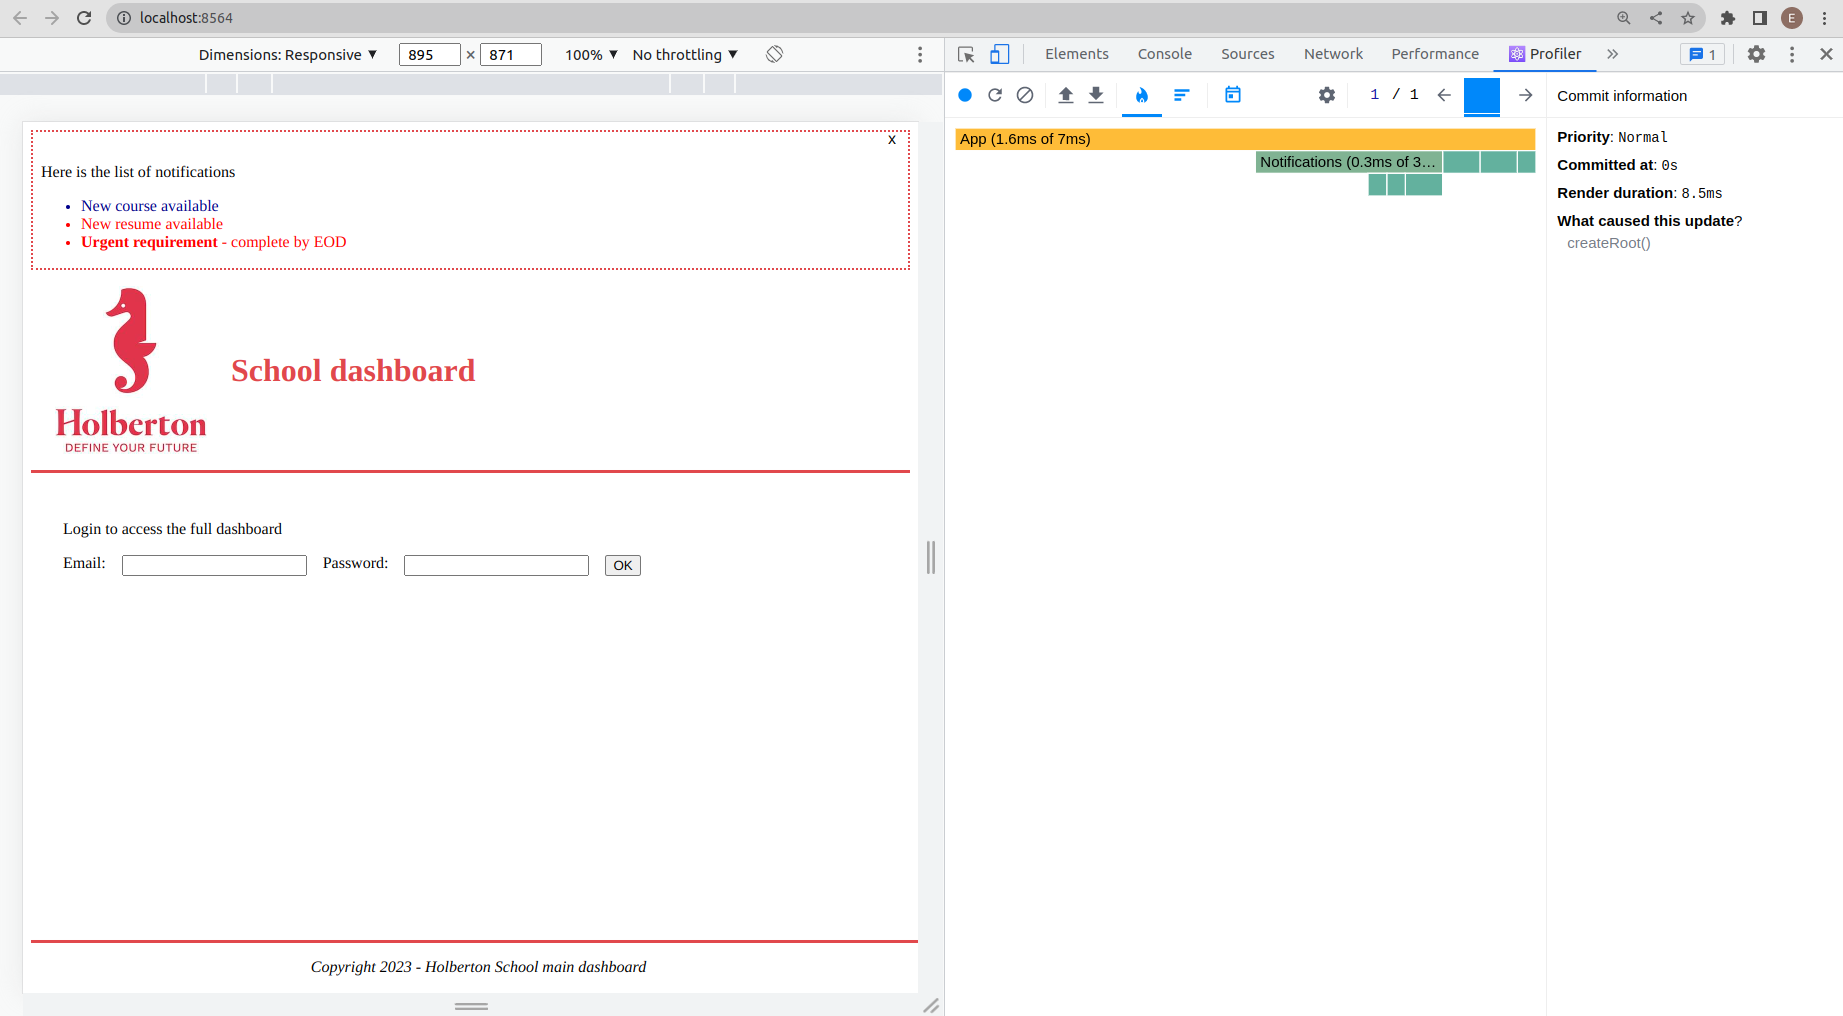 localhost:8564
E
Dimensions: Responsive ▼ 895 × 871 100% ▼ No throttling ▼
Elements Console Sources Network Performance Profiler » 1
1 / 1
Commit information
App (1.6ms of 7ms)
Notifications (0.3ms of 3…
Priority: Normal
Committed at: 0s
Render duration: 8.5ms
What caused this update?
createRoot()
x
Here is the list of notifications
• New course available
• New resume available
• Urgent requirement - complete by EOD
School dashboard
Holberton
DEFINE YOUR FUTURE
Login to access the full dashboard
Email: Password: OK
Copyright 2023 - Holberton School main dashboard